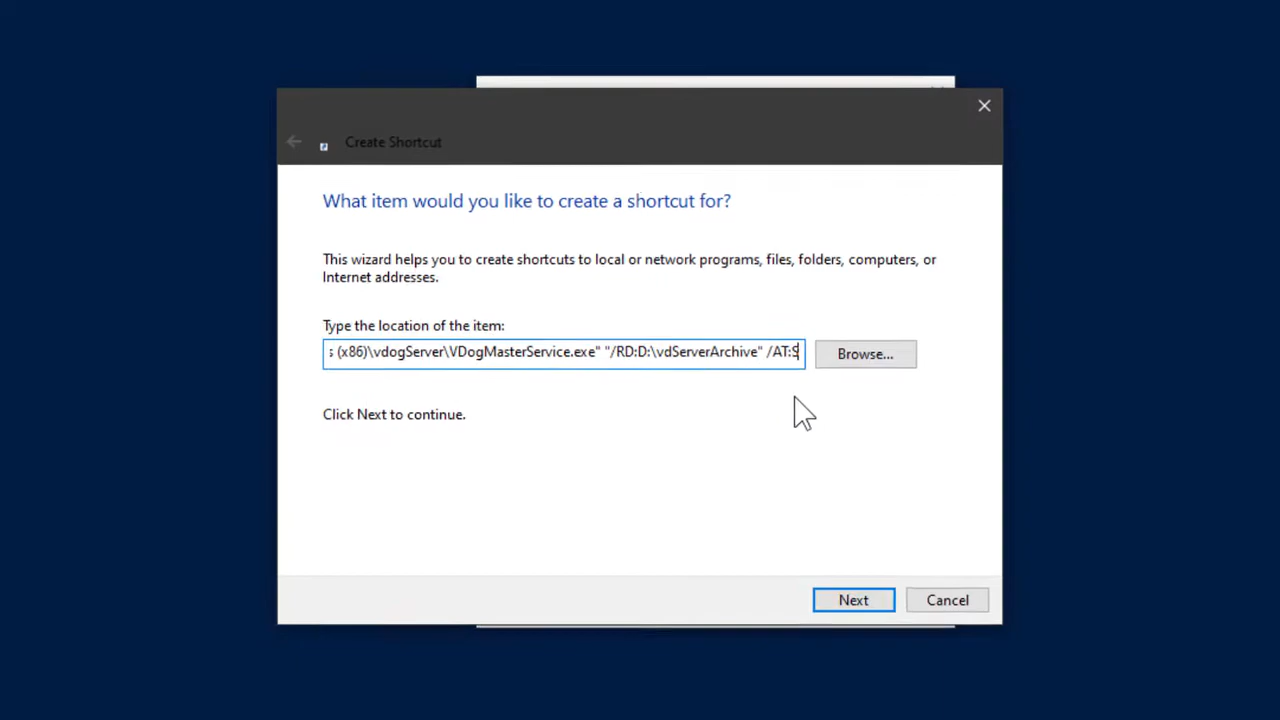 Create Shortcut
What item would you like to create a shortcut for?
This wizard helps you to create shortcuts to local or network programs, files, folders, computers, or
Internet addresses.
Type the location of the item:
s (x86)\vdogServer\VDogMasterService.exe" "/RD:D:\vdServerArchive" /AT:S
Browse...
Click Next to continue.
Next
Cancel